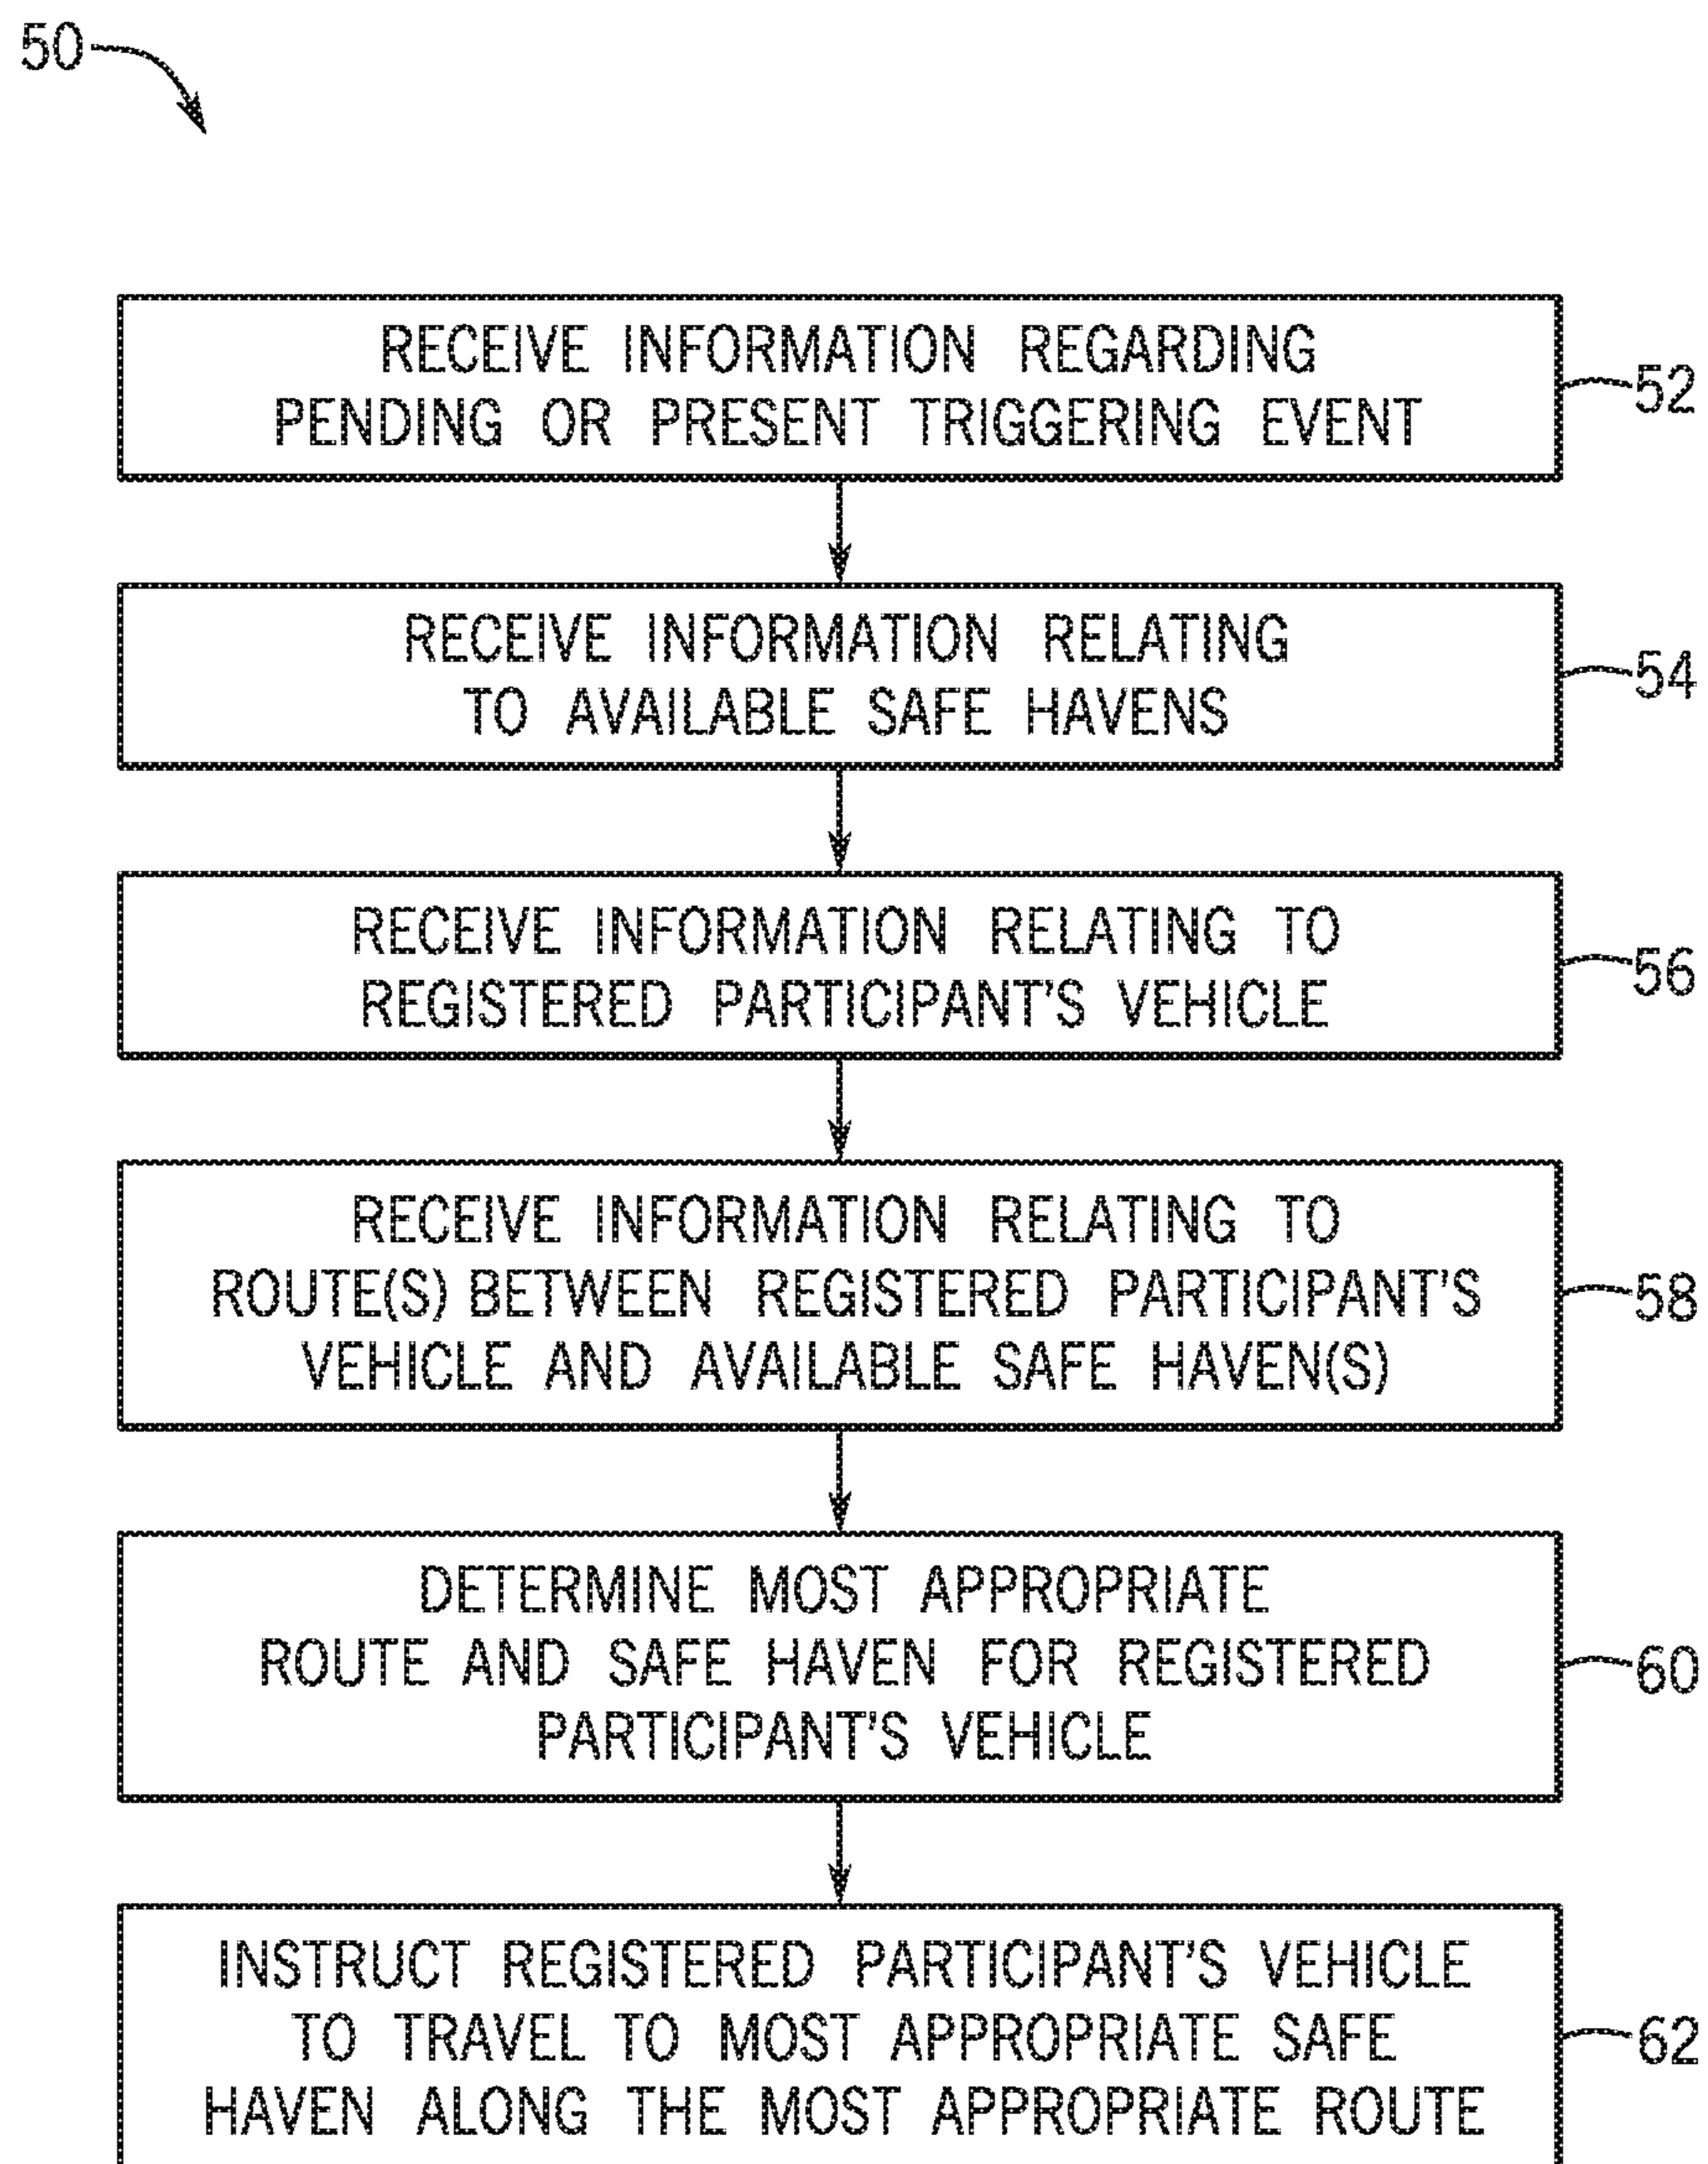 50
RECEIVE INFORMATION REGARDING
PENDING OR PRESENT TRIGGERING EVENT
52
RECEIVE INFORMATION RELATING
TO AVAILABLE SAFE HAVENS
54
RECEIVE INFORMATION RELATING TO
REGISTERED PARTICIPANT'S VEHICLE
56
RECEIVE INFORMATION RELATING TO
ROUTE(S) BETWEEN REGISTERED PARTICIPANT'S
VEHICLE AND AVAILABLE SAFE HAVEN(S)
58
DETERMINE MOST APPROPRIATE
ROUTE AND SAFE HAVEN FOR REGISTERED
PARTICIPANT'S VEHICLE
60
INSTRUCT REGISTERED PARTICIPANT'S VEHICLE
TO TRAVEL TO MOST APPROPRIATE SAFE
HAVEN ALONG THE MOST APPROPRIATE ROUTE
62